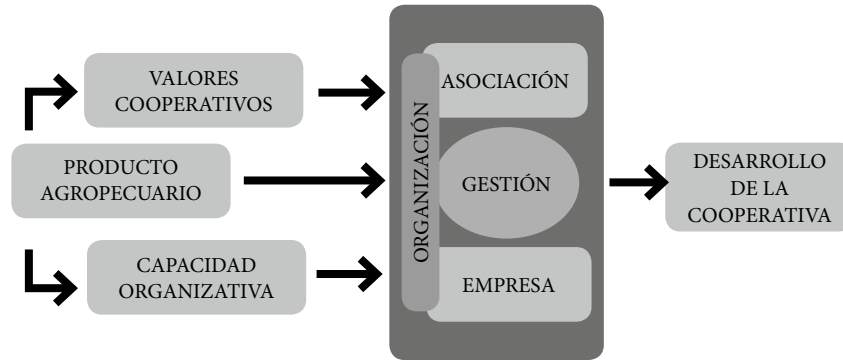 VALORES
COOPERATIVOS
PRODUCTO
AGROPECUARIO
CAPACIDAD
ORGANIZATIVA
ORGANIZACIÓN
ASOCIACIÓN
GESTIÓN
EMPRESA
DESARROLLO
DE LA
COOPERATIVA